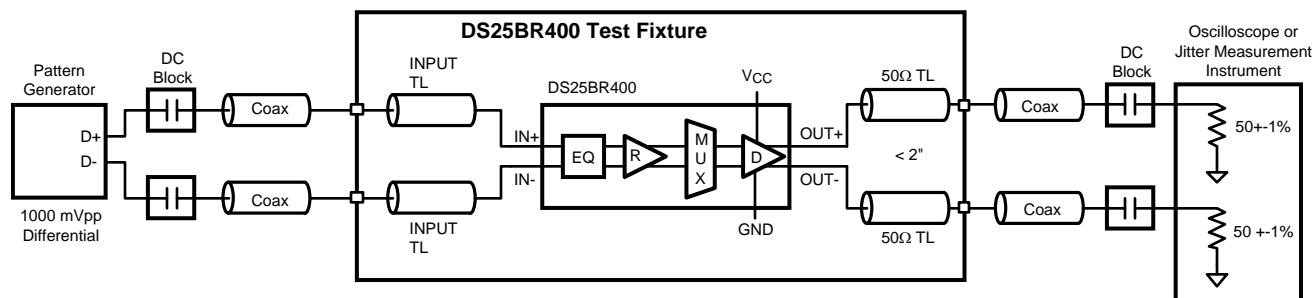 DS25BR400 Test Fixture
Pattern
Generator
D+
D-
1000 mVpp
Differential
DC
Block
Coax
Coax
INPUT
TL
INPUT
TL
DS25BR400
IN+
IN-
EQ
R
M
U
X
D
VCC
GND
OUT+
OUT-
50Ω TL
< 2"
50Ω TL
Coax
Coax
DC
Block
Oscilloscope or
Jitter Measurement
Instrument
50+-1%
50 +-1%